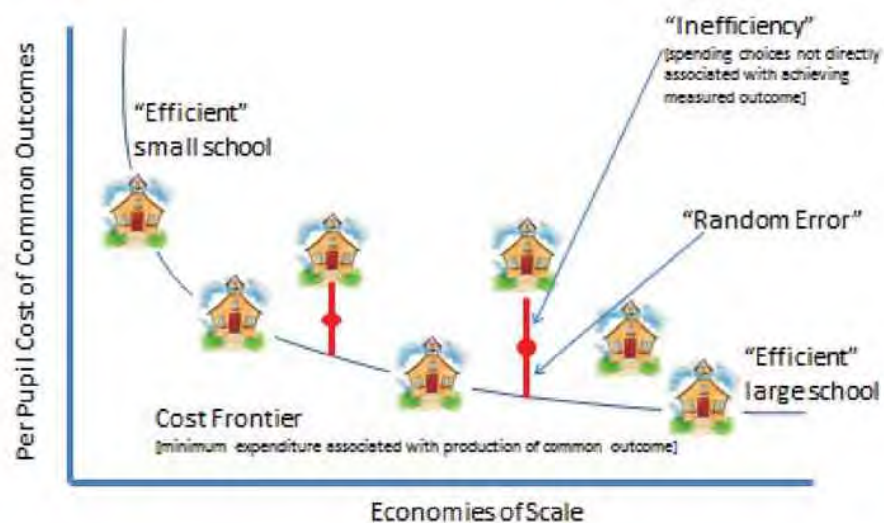 Per Pupil Cost of Common Outcomes
"Efficient"
small school
"Inefficiency"
[spending choices not directly
associated with achieving
measured outcome]
"Random Error"
"Efficient"
large school
Cost Frontier
[minimum expenditure associated with production of common outcome]
Economies of Scale